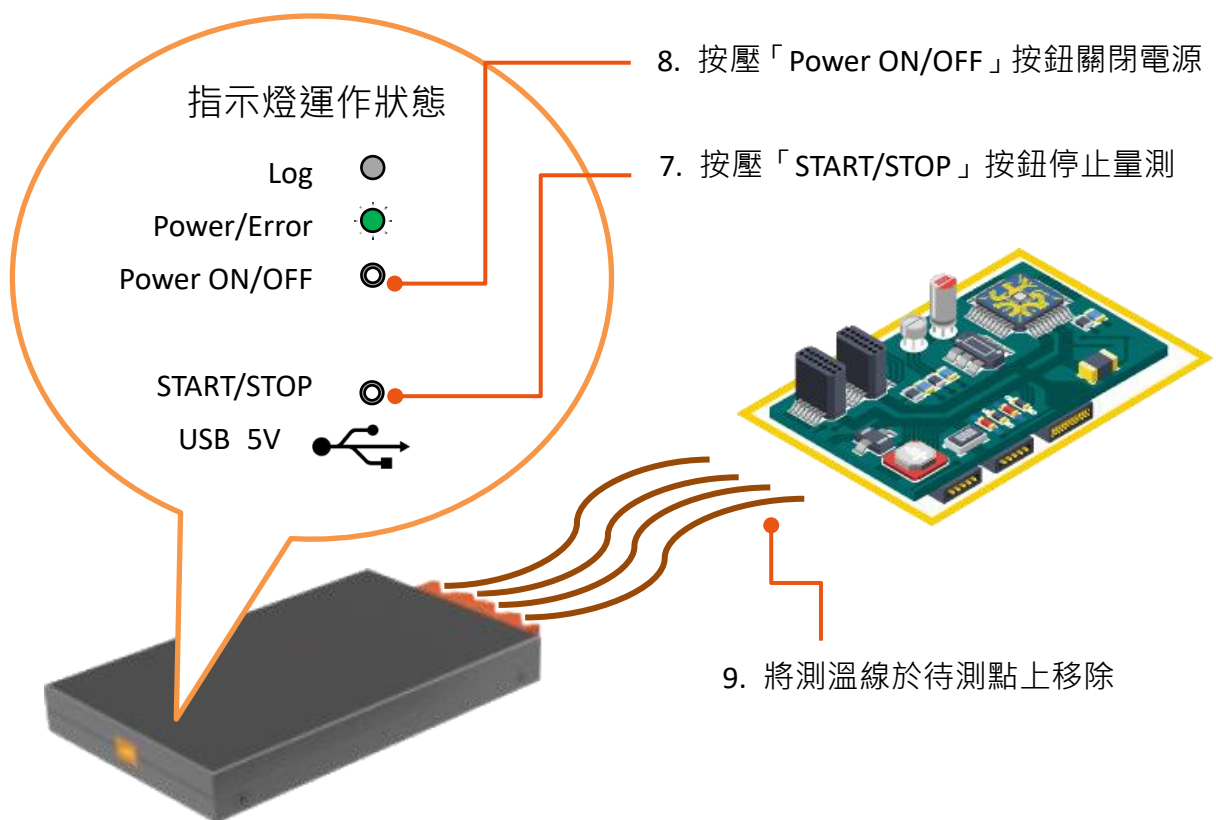 8. 按壓「Power ON/OFF」按鈕關閉電源
指示燈運作狀態
7. 按壓「START/STOP」按鈕停止量測
Log
Power/Error
Power ON/OFF
START/STOP
USB 5V
9. 將測溫線於待測點上移除